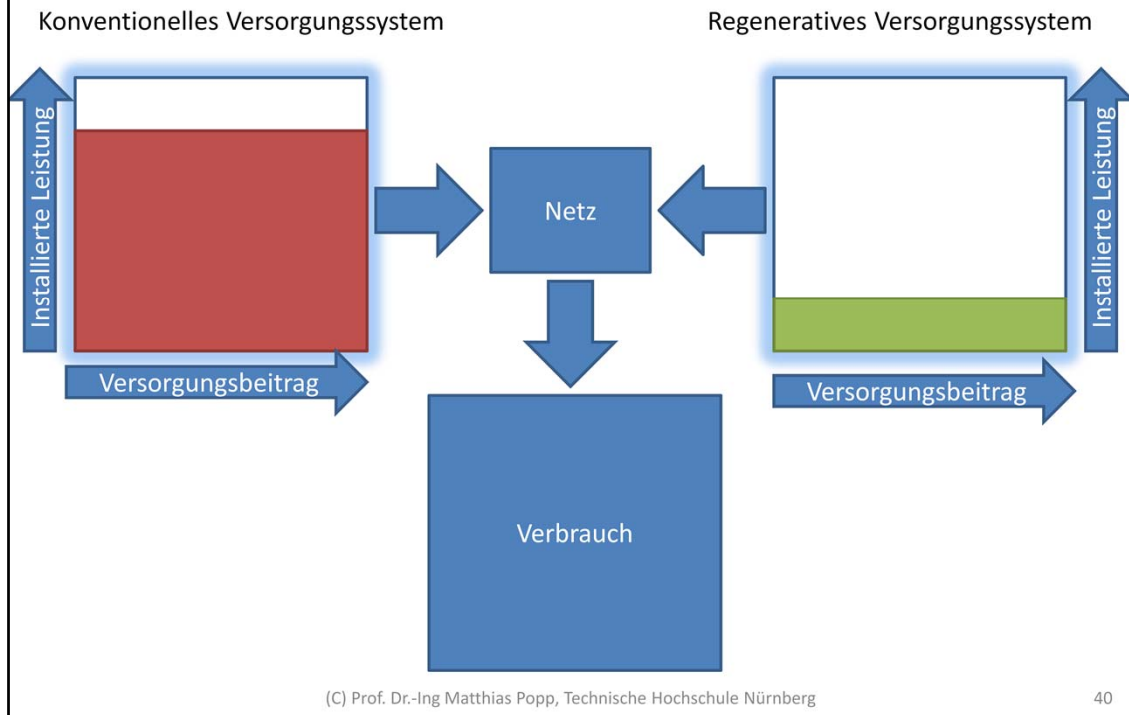 Konventionelles Versorgungssystem
Regeneratives Versorgungssystem
Installierte Leistung
Versorgungsbeitrag
Netz
Installierte Leistung
Versorgungsbeitrag
Verbrauch
(C) Prof. Dr.-Ing Matthias Popp, Technische Hochschule Nürnberg
40